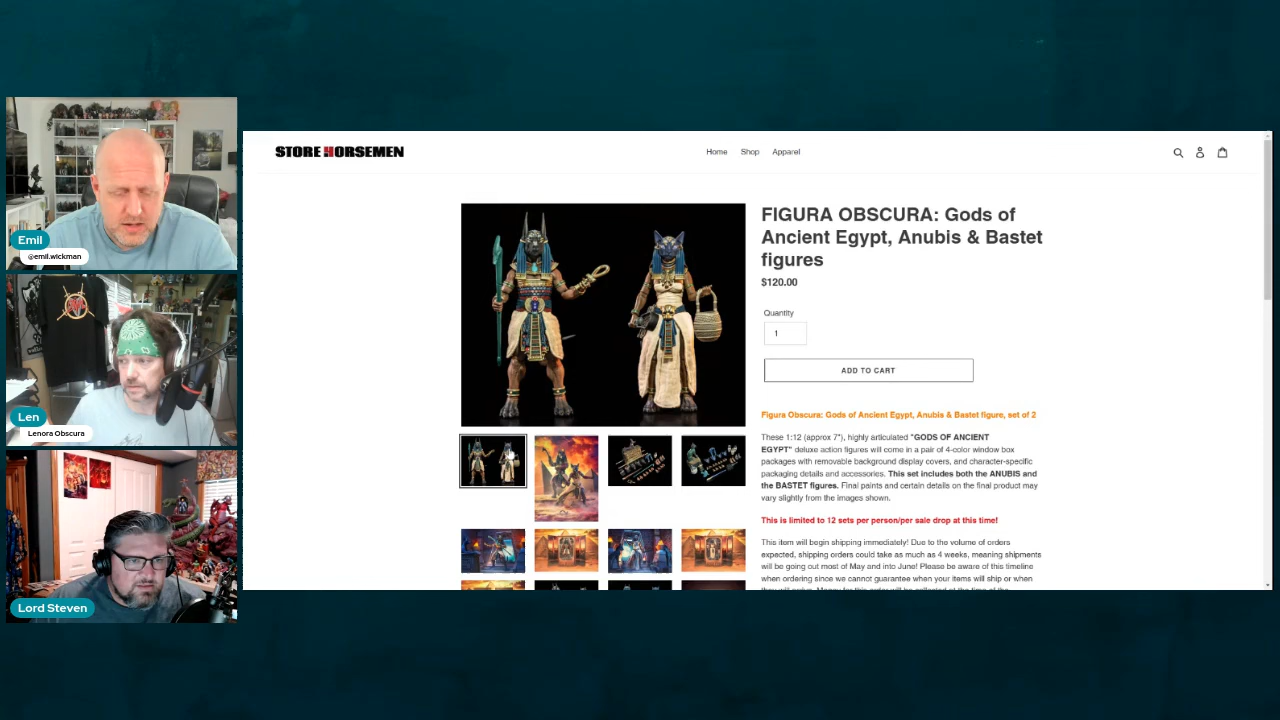 Emil
@emil.wickman
Len
Lenora Obscura
Lord Steven
STORE HORSEMEN
Home Shop Apparel
FIGURA OBSCURA: Gods of
Ancient Egypt, Anubis & Bastet
figures
$120.00
Quantity
1
ADD TO CART
Figura Obscura: Gods of Ancient Egypt, Anubis & Bastet figure, set of 2
These 1:12 (approx 7"), highly articulated "GODS OF ANCIENT
EGYPT" deluxe action figures will come in a pair of 4-color window box
packages with removable background display covers, and character-specific
packaging details and accessories. This set includes both the ANUBIS and
the BASTET figures. Final paints and certain details on the final product may
vary slightly from the images shown.
This is limited to 12 sets per person/per sale drop at this time!
This item will begin shipping immediately! Due to the volume of orders
expected, shipping orders could take as much as 4 weeks, meaning shipments
will be going out most of May and into June! Please be aware of this timeline
when ordering since we cannot guarantee when your items will ship or when